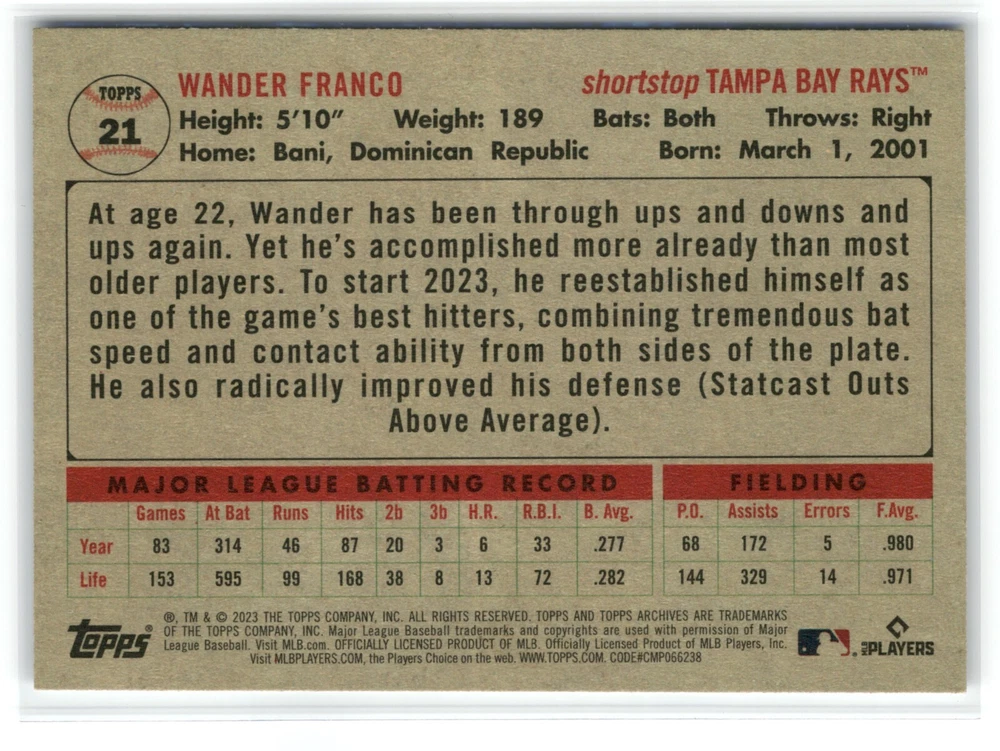 TOPPS
21
WANDER FRANCO shortstop TAMPA BAY RAYS™
Height: 5'10" Weight: 189 Bats: Both Throws: Right
Home: Bani, Dominican Republic Born: March 1, 2001
At age 22, Wander has been through ups and downs and
ups again. Yet he's accomplished more already than most
older players. To start 2023, he reestablished himself as
one of the game's best hitters, combining tremendous bat
speed and contact ability from both sides of the plate.
He also radically improved his defense (Statcast Outs
Above Average).
MAJOR LEAGUE BATTING RECORD FIELDING
Games At Bat Runs Hits 2b 3b H.R. R.B.I. B. Avg. P.O. Assists Errors F.Avg.
Year 83 314 46 87 20 3 6 33 .277 68 172 5 .980
Life 153 595 99 168 38 8 13 72 .282 144 329 14 .971
topps®
®, TM & © 2023 THE TOPPS COMPANY, INC. ALL RIGHTS RESERVED. TOPPS AND TOPPS ARCHIVES ARE TRADEMARKS
OF THE TOPPS COMPANY, INC. Major League Baseball trademarks and copyrights are used with permission of Major
League Baseball. Visit MLB.com. OFFICIALLY LICENSED PRODUCT OF MLB. Officially Licensed Product of MLB Players, Inc.
Visit MLBPLAYERS.COM, the Players Choice on the web. WWW.TOPPS.COM. CODE#CMP066238
MLB PLAYERS